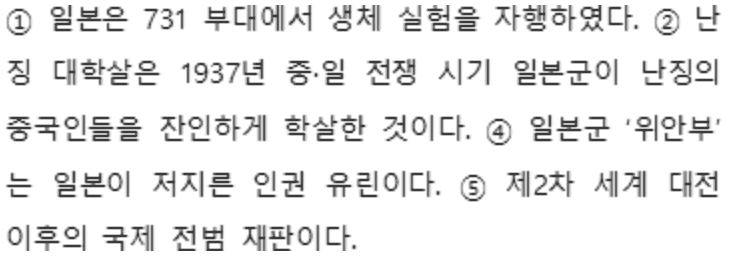 ① 일본은 731 부대에서 생체 실험을 자행하였다. ② 난
징 대학살은 1937년 중·일 전쟁 시기 일본군이 난징의
중국인들을 잔인하게 학살한 것이다. ④ 일본군 ‘위안부’
는 일본이 저지른 인권 유린이다. ⑤ 제2차 세계 대전
이후의 국제 전범 재판이다.